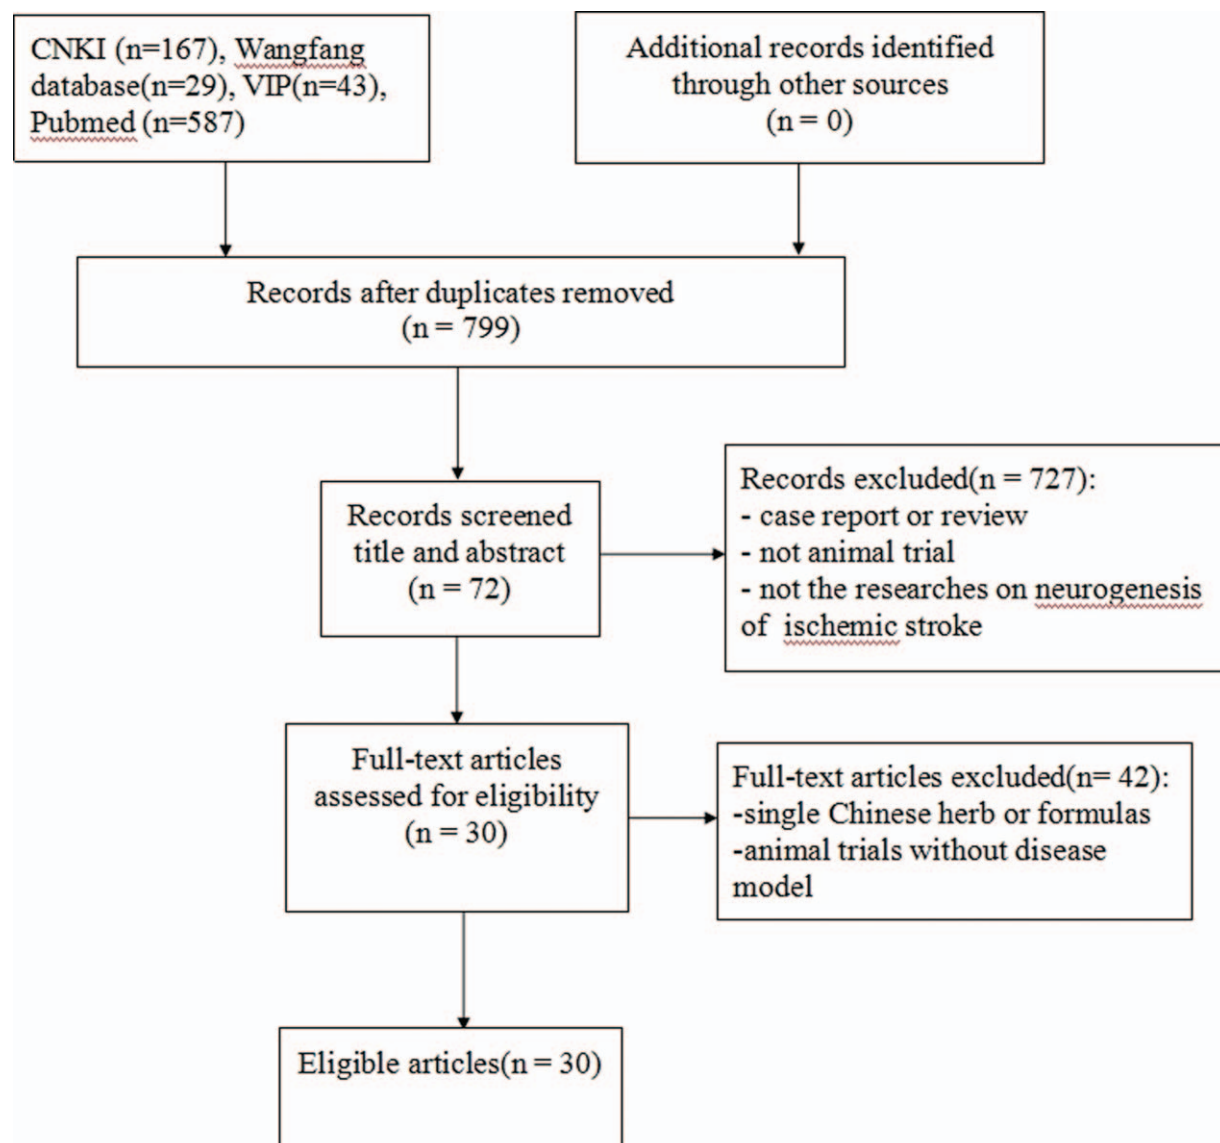 CNKI (n=167), Wangfang
database(n=29), VIP(n=43),
Pubmed (n=587)
Additional records identified
through other sources
(n = 0)
Records after duplicates removed
(n = 799)
Records screened
title and abstract
(n = 72)
Records excluded(n = 727):
- case report or review
- not animal trial
- not the researches on neurogenesis
of ischemic stroke
Full-text articles
assessed for eligibility
(n = 30)
Full-text articles excluded(n= 42):
-single Chinese herb or formulas
-animal trials without disease
model
Eligible articles(n = 30)